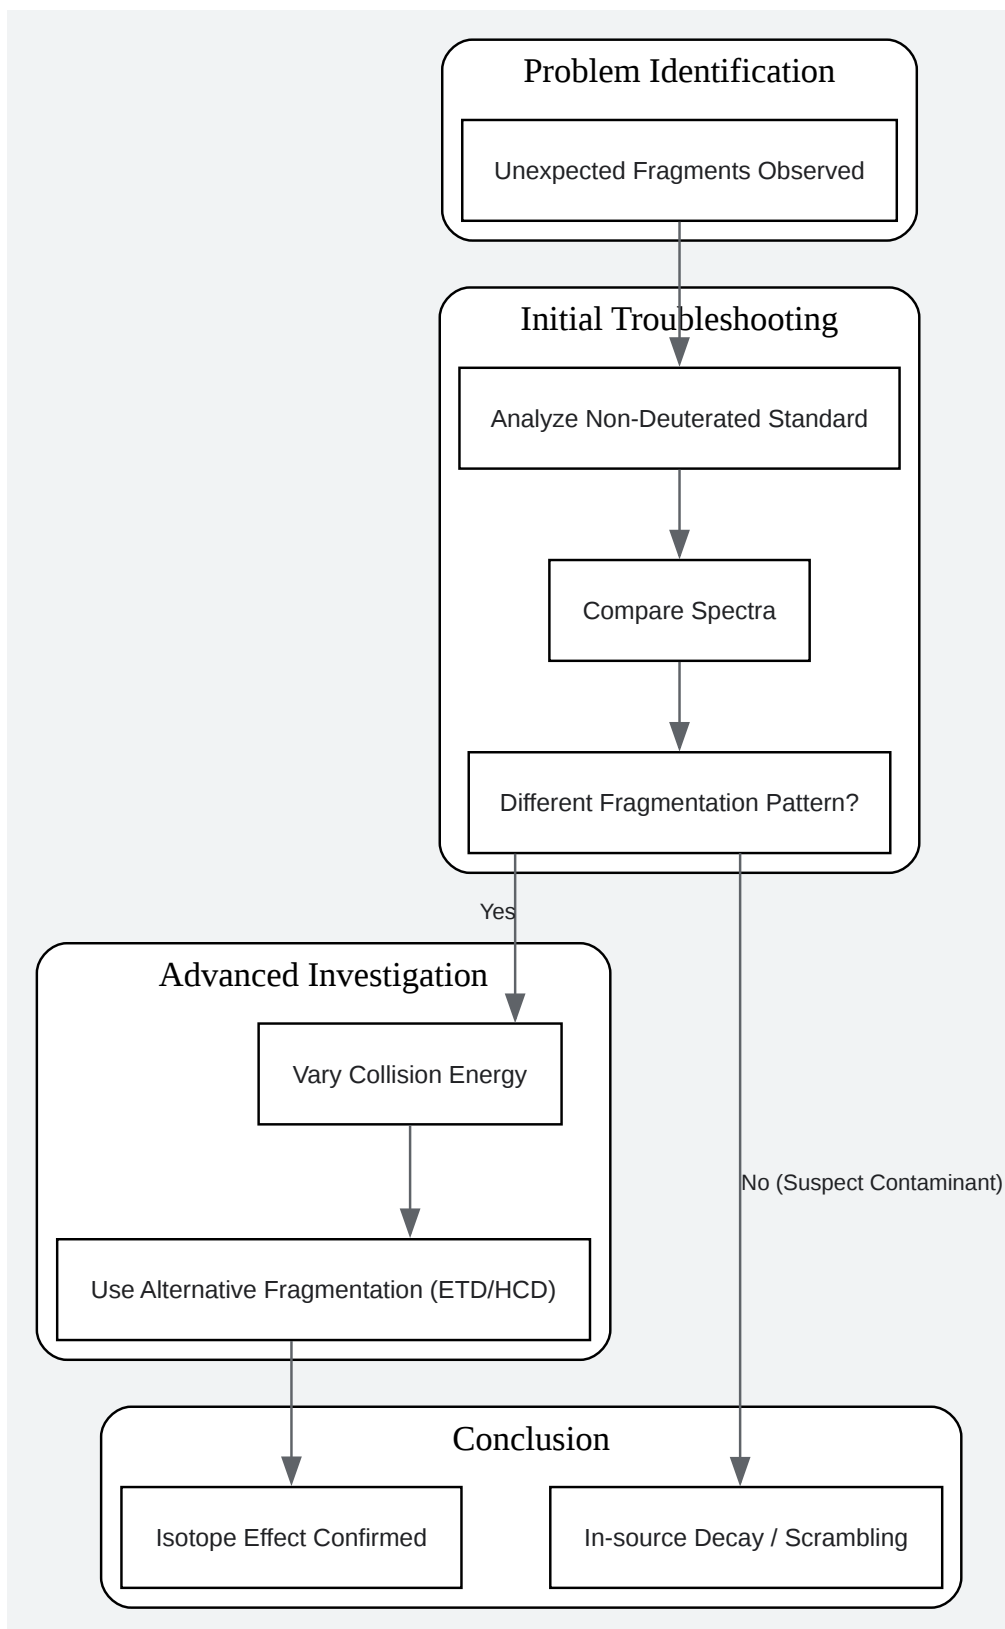 Problem Identification
Unexpected Fragments Observed
Initial Troubleshooting
Analyze Non-Deuterated Standard
Compare Spectra
Different Fragmentation Pattern?
Yes
Advanced Investigation
Vary Collision Energy
No (Suspect Contaminant)
Use Alternative Fragmentation (ETD/HCD)
Conclusion
Isotope Effect Confirmed
In-source Decay / Scrambling